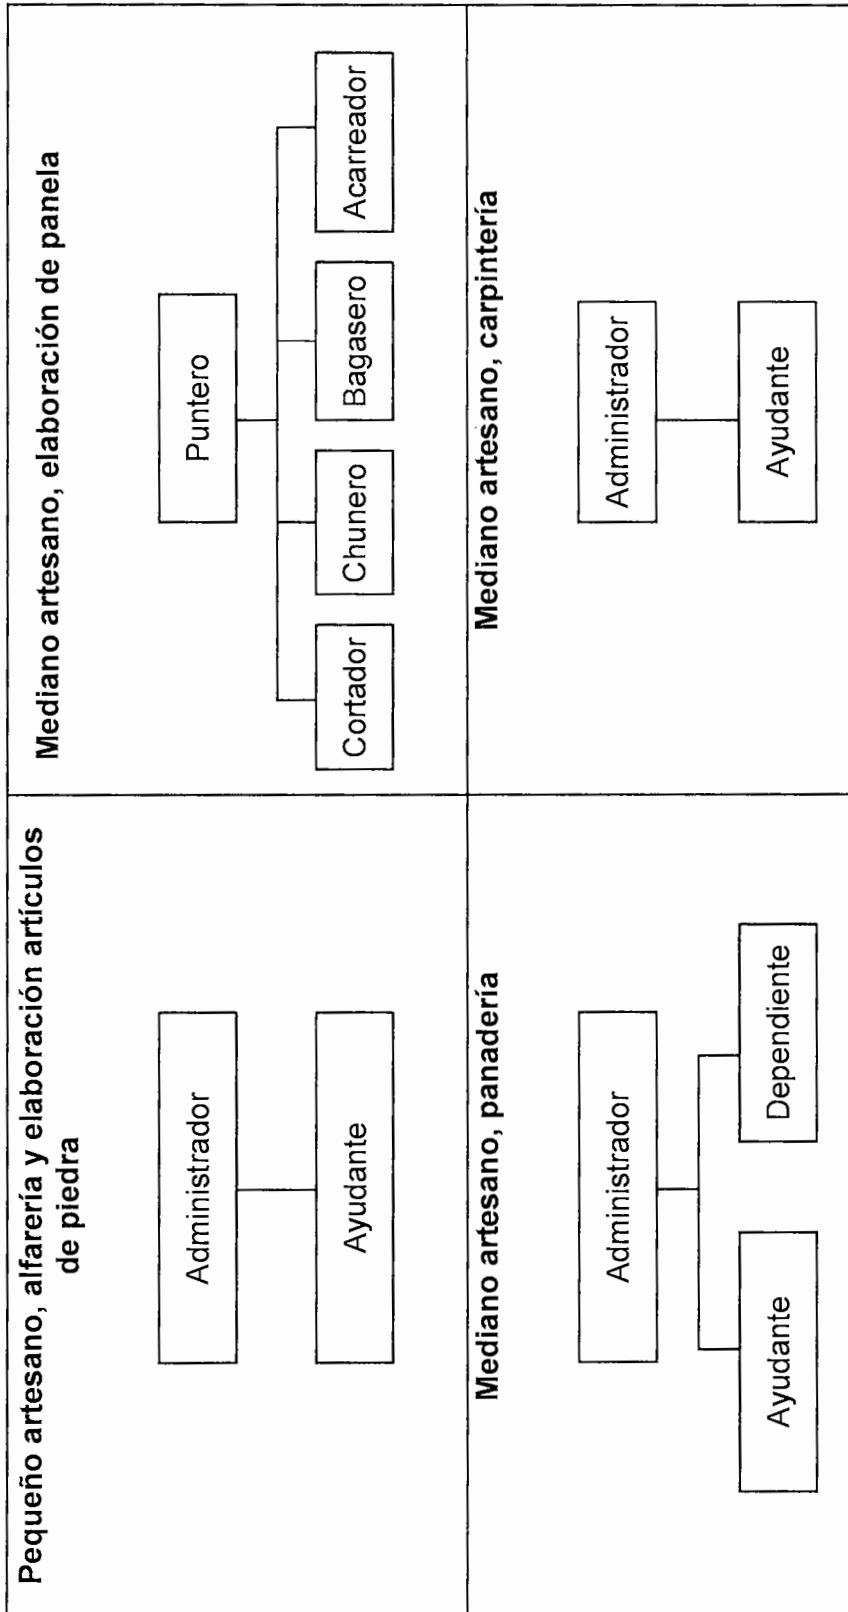 Pequeño artesano, alfarería y elaboración artículos
de piedra
Administrador
Ayudante
Mediano artesano, elaboración de panela
Puntero
Cortador
Chunero
Bagasero
Acarreador
Mediano artesano, panadería
Administrador
Ayudante
Dependiente
Mediano artesano, carpintería
Administrador
Ayudante